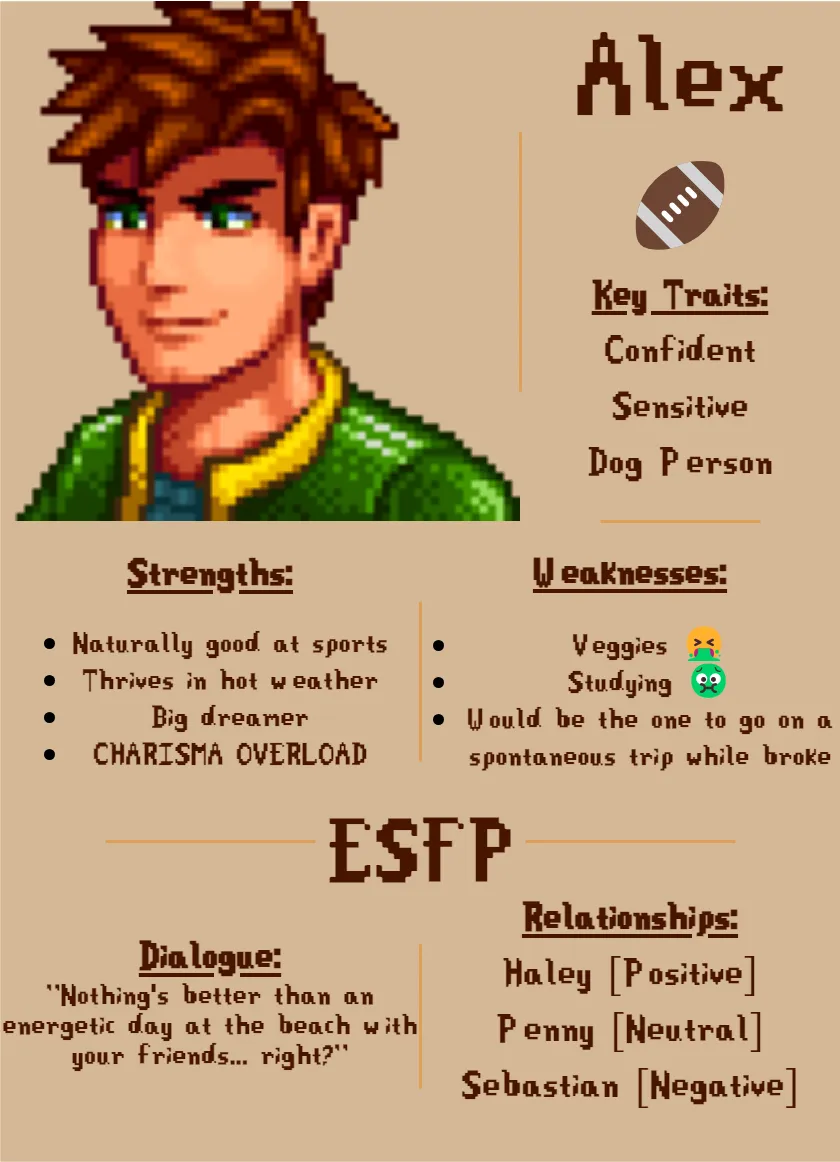 Alex
Key Traits:
Confident
Sensitive
Dog Person
Strengths:
Naturally good at sports
Thrives in hot weather
Big dreamer
CHARISMA OVERLOAD
Weaknesses:
Veggies 🤮
Studying 🤢
Would be the one to go on a
spontaneous trip while broke
ESFP
Dialogue:
"Nothing's better than an
energetic day at the beach with
your friends... right?"
Relationships:
Haley [Positive]
Penny [Neutral]
Sebastian [Negative]